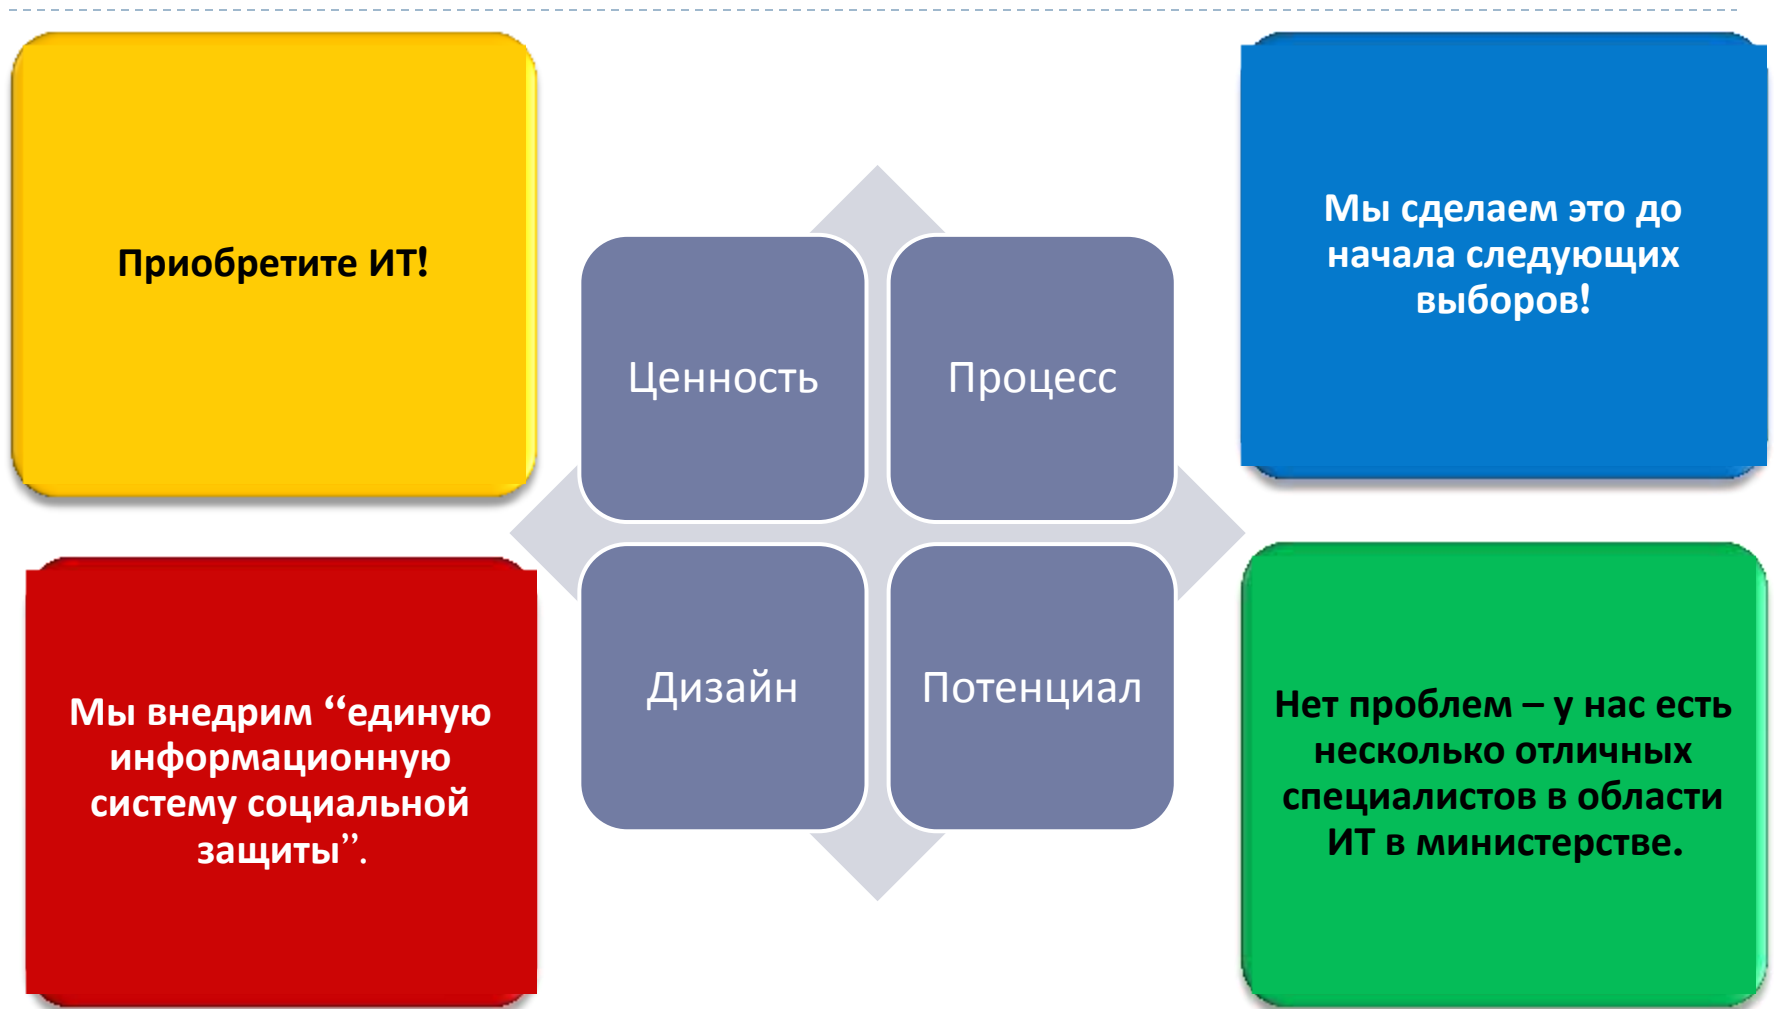 Приобретите ИТ!
Мы сделаем это до
начала следующих
выборов!
Ценность
Процесс
Дизайн
Потенциал
Мы внедрим “единую
информационную
систему социальной
защиты”.
Нет проблем – у нас есть
несколько отличных
специалистов в области
ИТ в министерстве.